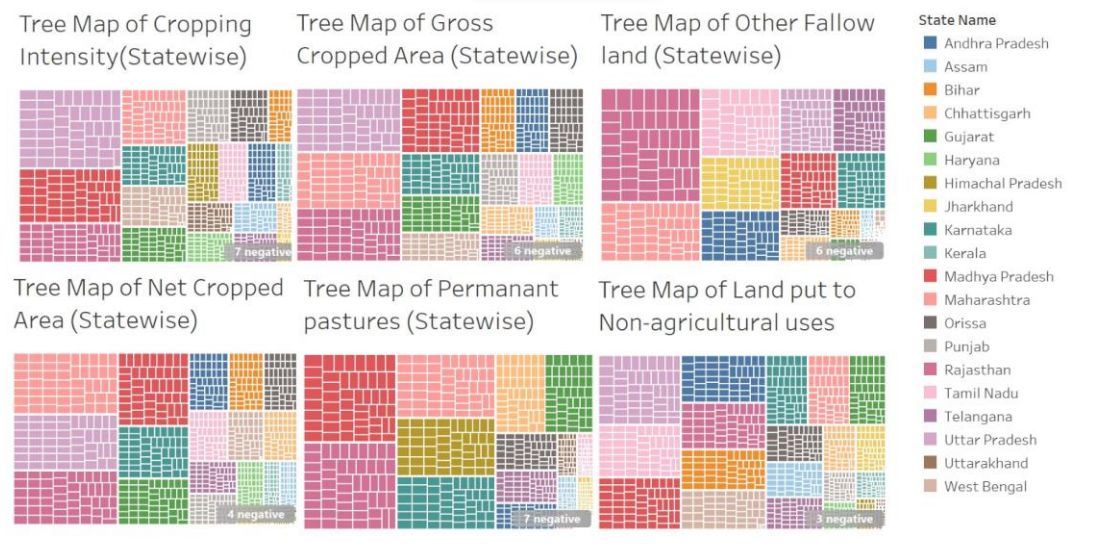 Tree Map of Cropping
Intensity(Statewise)
Tree Map of Gross
Cropped Area (Statewise)
Tree Map of Other Fallow
land (Statewise)
7 negative
6 negative
6 negative
Tree Map of Net Cropped
Area (Statewise)
Tree Map of Permanant
pastures (Statewise)
Tree Map of Land put to
Non-agricultural uses
4 negative
7 negative
3 negative
State Name
Andhra Pradesh
Assam
Bihar
Chhattisgarh
Gujarat
Haryana
Himachal Pradesh
Jharkhand
Karnataka
Kerala
Madhya Pradesh
Maharashtra
Orissa
Punjab
Rajasthan
Tamil Nadu
Telangana
Uttar Pradesh
Uttarakhand
West Bengal